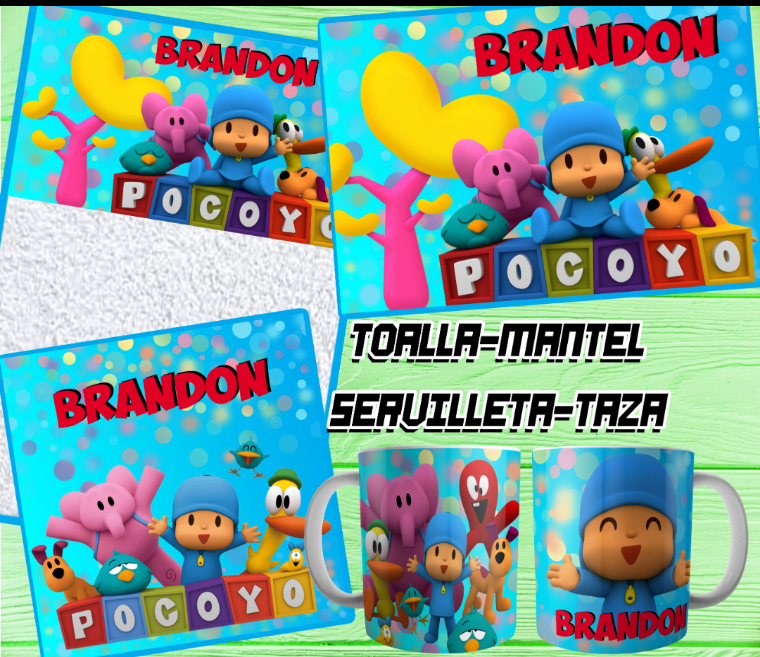 BRANDON
POCOYO
BRANDON
POCOYO
TOALLA-MANTEL
SERVILLETA-TAZA
BRANDON
POCOYO
BRANDON